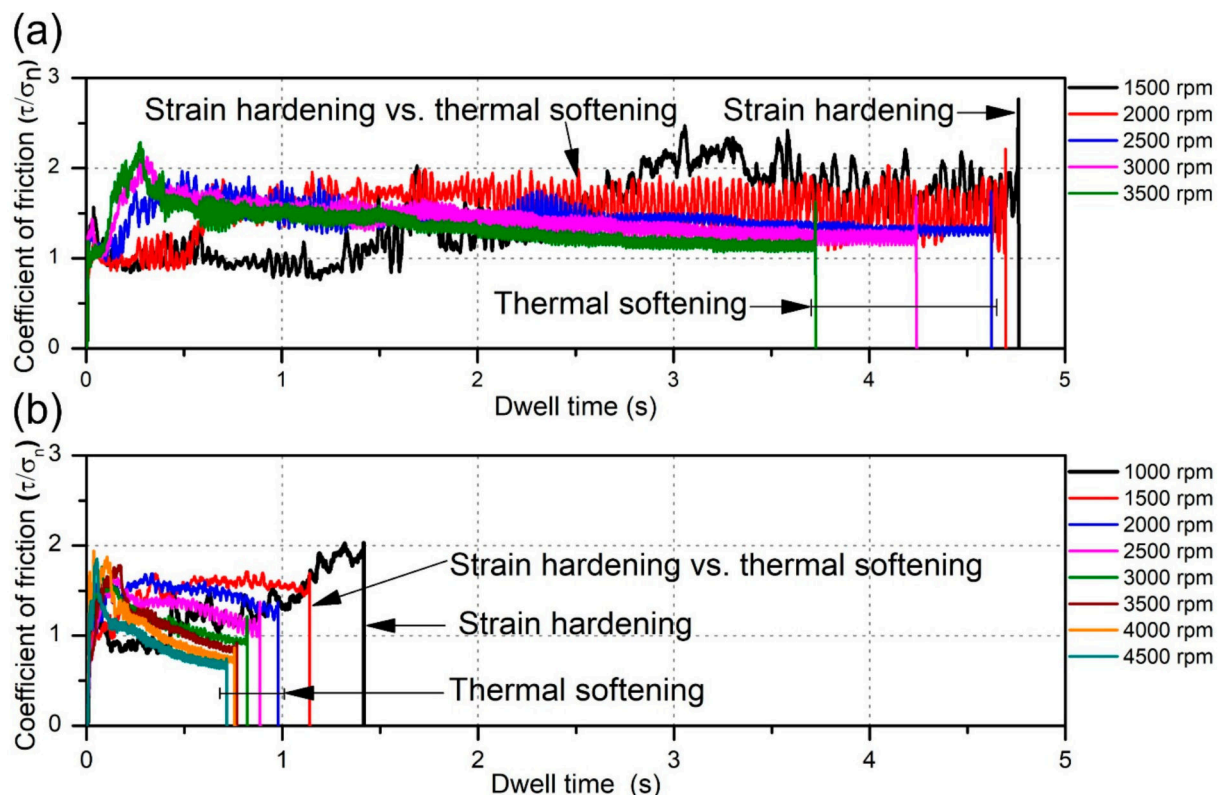 (a)
Coefficient of friction (τ/σn)
3
2
1
0
Strain hardening vs. thermal softening
Strain hardening
Thermal softening
0 1 2 3 4 5
Dwell time (s)
1500 rpm
2000 rpm
2500 rpm
3000 rpm
3500 rpm
(b)
Coefficient of friction (τ/σn)
3
2
1
0
Strain hardening vs. thermal softening
Strain hardening
Thermal softening
0 1 2 3 4 5
Dwell time (s)
1000 rpm
1500 rpm
2000 rpm
2500 rpm
3000 rpm
3500 rpm
4000 rpm
4500 rpm